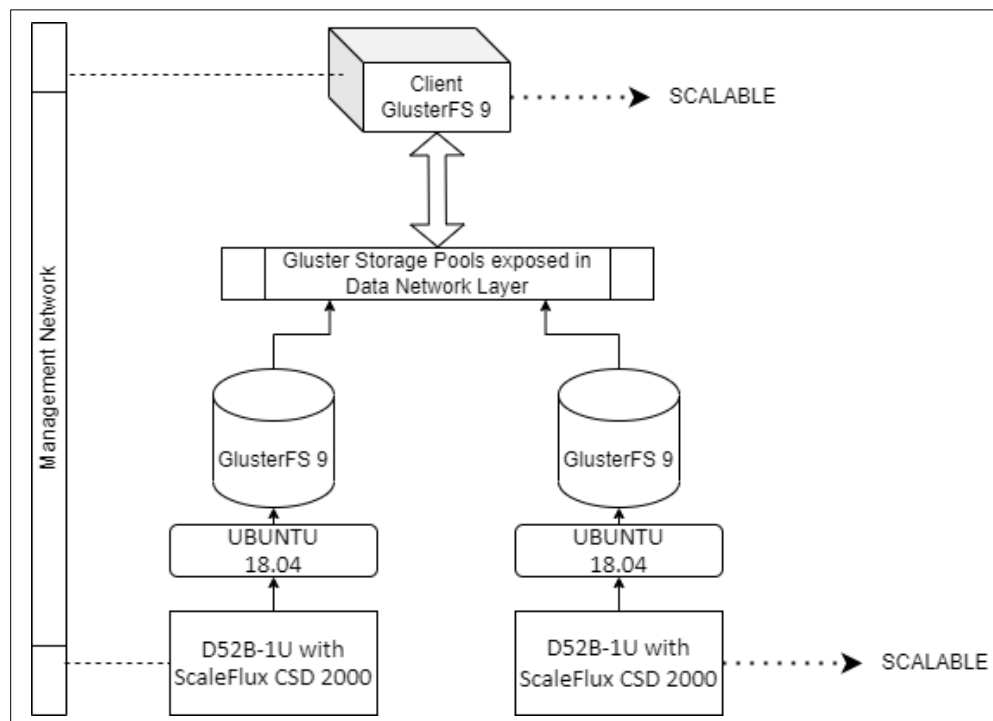 Client
GlusterFS 9
SCALABLE
Management Network
Gluster Storage Pools exposed in
Data Network Layer
GlusterFS 9
GlusterFS 9
UBUNTU
18.04
UBUNTU
18.04
D52B-1U with
ScaleFlux CSD 2000
D52B-1U with
ScaleFlux CSD 2000
SCALABLE